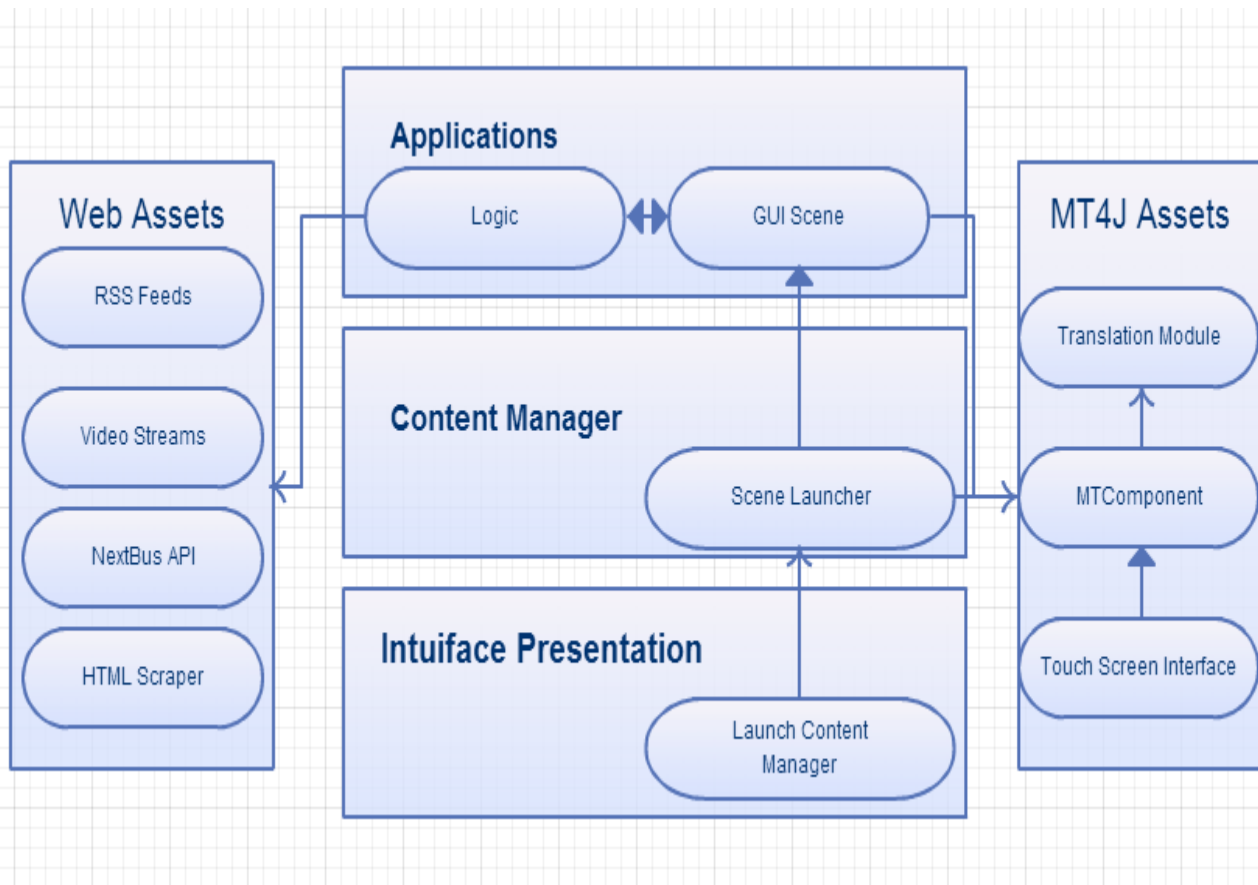 Web Assets
RSS Feeds
Video Streams
NextBus API
HTML Scraper
Applications
Logic
GUI Scene
Content Manager
Scene Launcher
Intuiface Presentation
Launch Content
Manager
MT4J Assets
Translation Module
MTComponent
Touch Screen Interface